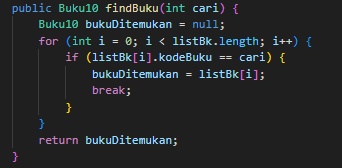 public Buku10 findBuku(int cari) {
    Buku10 bukuDitemukan = null;
    for (int i = 0; i < listBk.length; i++) {
        if (listBk[i].kodeBuku == cari) {
            bukuDitemukan = listBk[i];
            break;
        }
    }
    return bukuDitemukan;
}